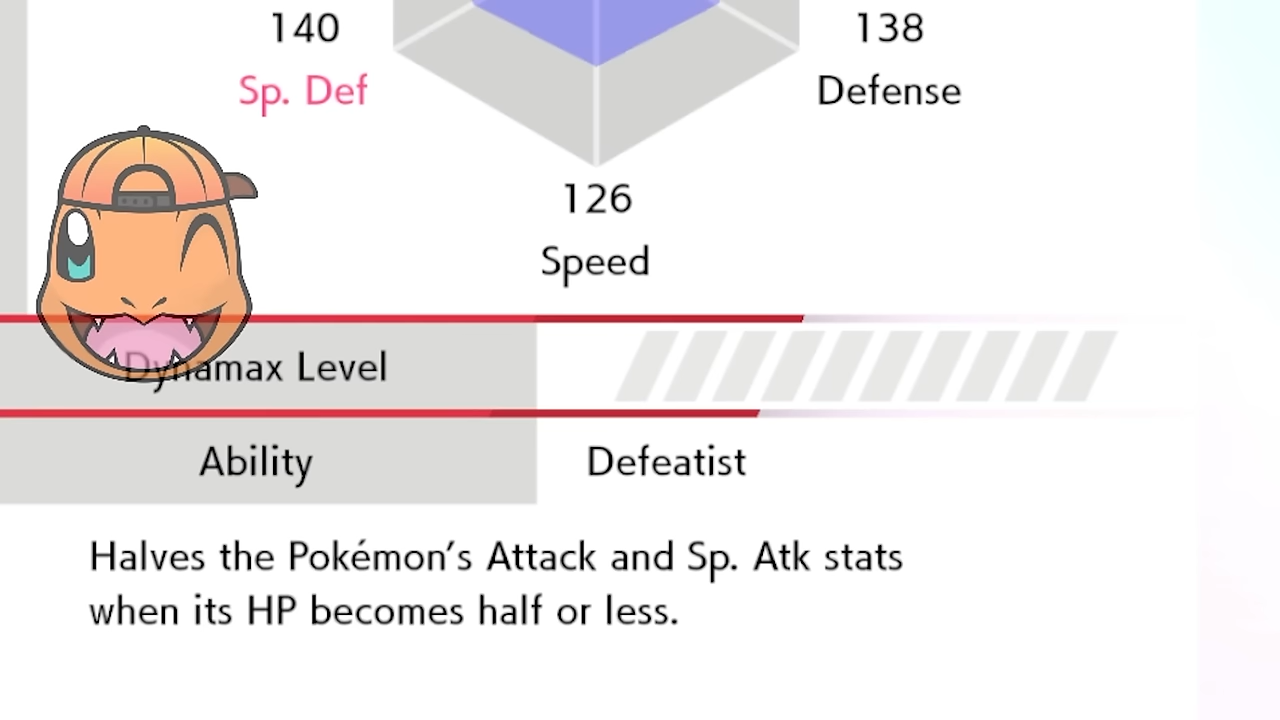 140
138
Sp. Def
Defense
126
Speed
Dynamax Level
Ability
Defeatist
Halves the Pokémon's Attack and Sp. Atk stats
when its HP becomes half or less.